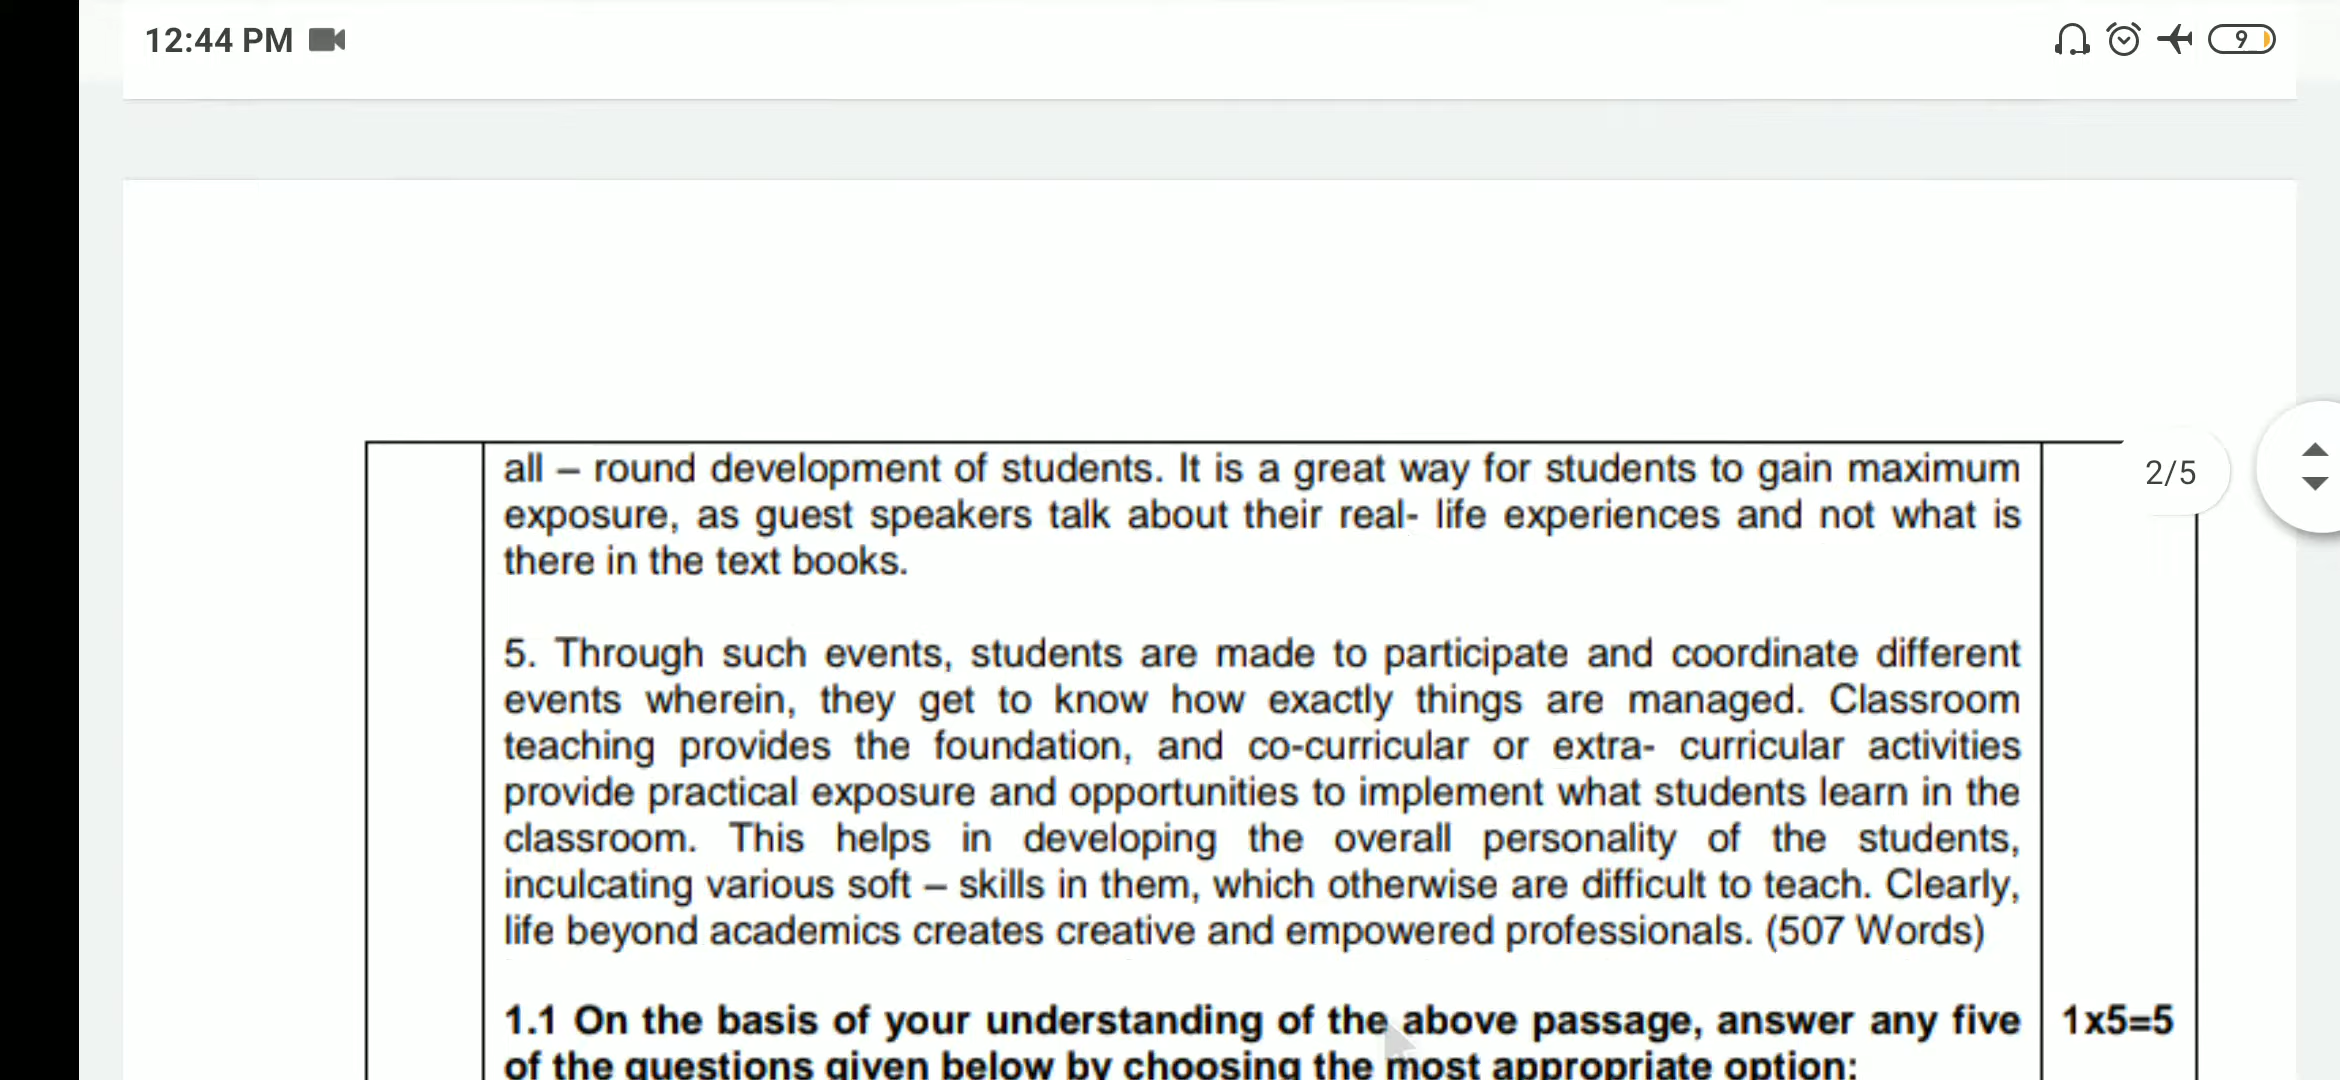 12:44 PM
9
2/5
all – round development of students. It is a great way for students to gain maximum
exposure, as guest speakers talk about their real- life experiences and not what is
there in the text books.
5. Through such events, students are made to participate and coordinate different
events wherein, they get to know how exactly things are managed. Classroom
teaching provides the foundation, and co-curricular or extra- curricular activities
provide practical exposure and opportunities to implement what students learn in the
classroom. This helps in developing the overall personality of the students,
inculcating various soft – skills in them, which otherwise are difficult to teach. Clearly,
life beyond academics creates creative and empowered professionals. (507 Words)
1.1 On the basis of your understanding of the above passage, answer any five
1x5=5
of the questions given below by choosing the most appropriate option: